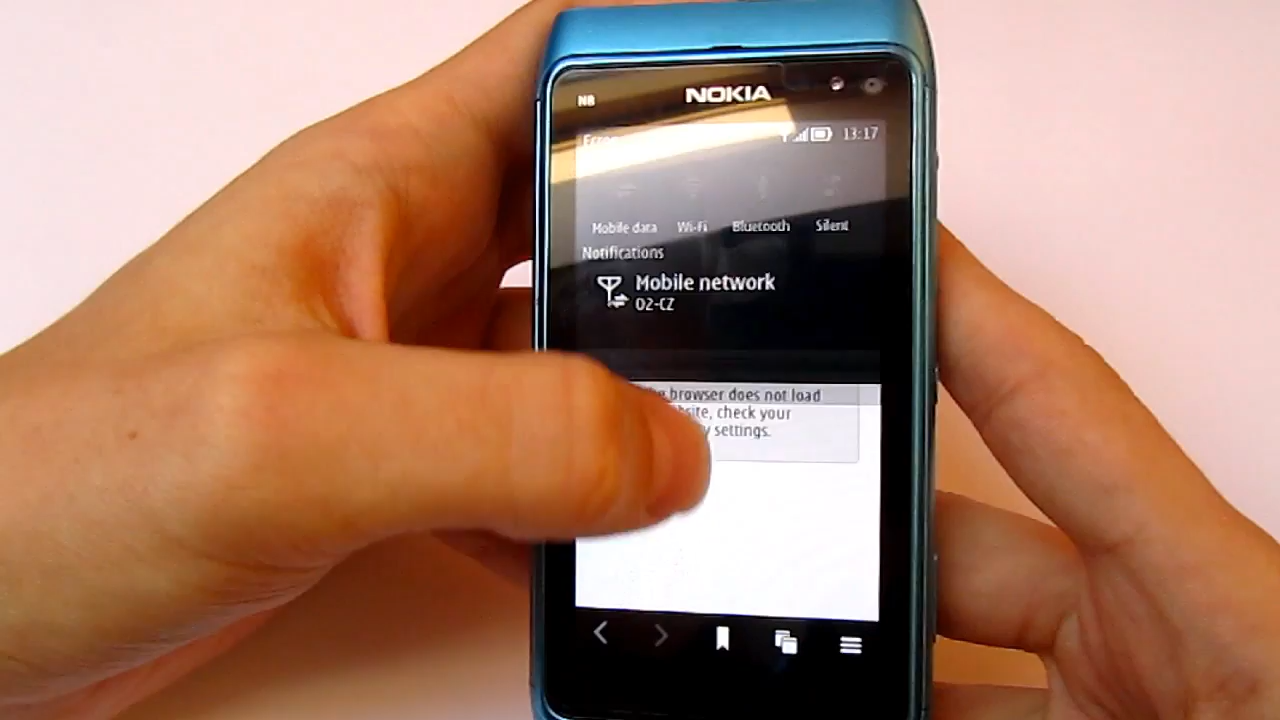 N8
NOKIA
13:17
Mobile data Wi-Fi Bluetooth Silent
Notifications
Mobile network
O2-CZ
browser does not load
check your
settings.